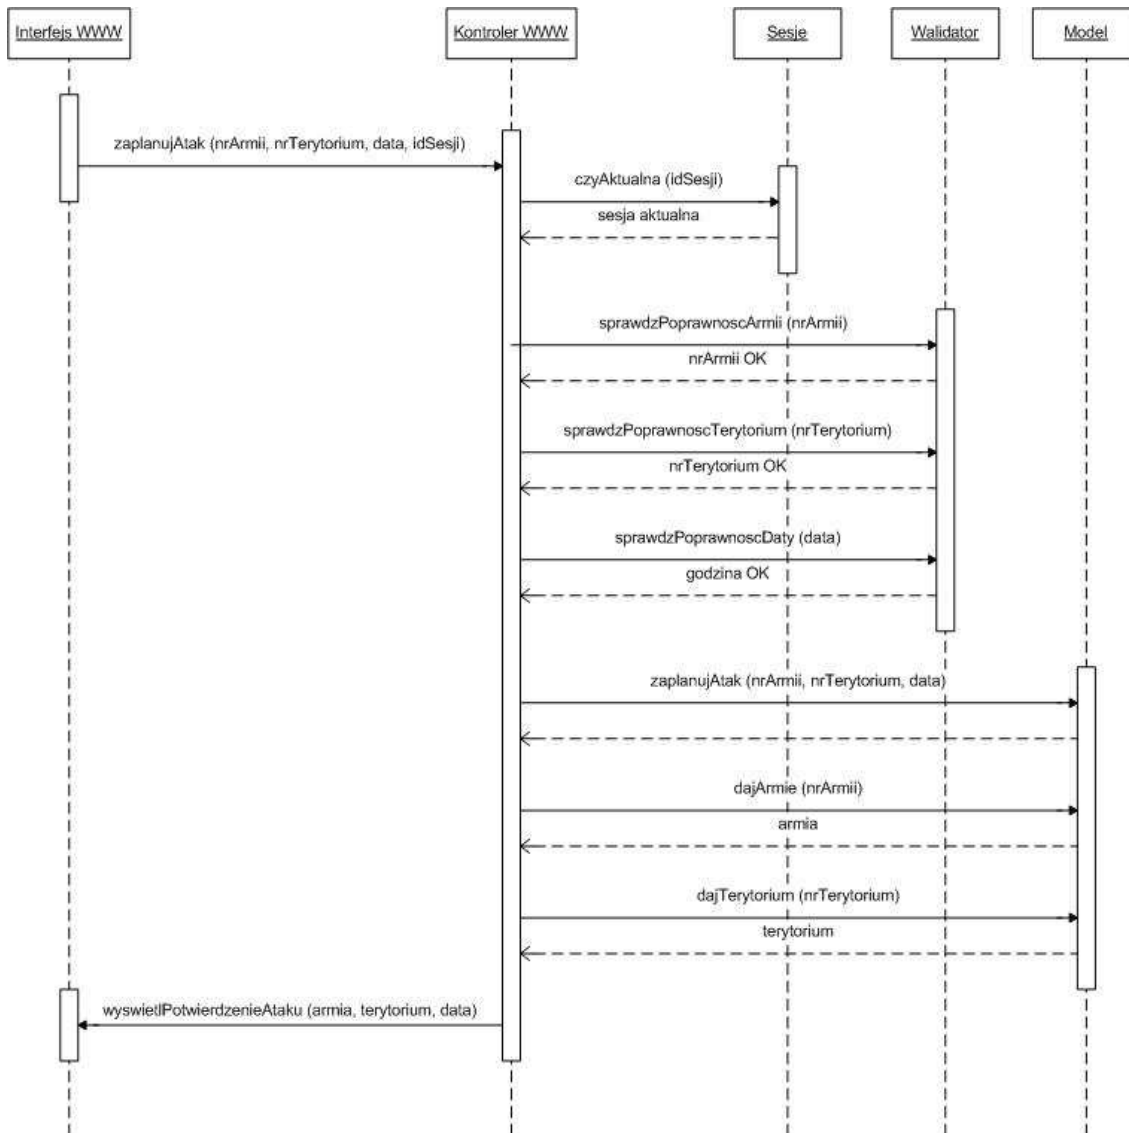 Interfejs WWW
Kontroler WWW
Sesje
Walidator
Model
zaplanujAtak (nrArmii, nrTerytorium, data, idSesji)
czyAktualna (idSesji)
sesja aktualna
sprawdzPoprawnoscArmii (nrArmii)
nrArmii OK
sprawdzPoprawnoscTerytorium (nrTerytorium)
nrTerytorium OK
sprawdzPoprawnoscDaty (data)
godzina OK
zaplanujAtak (nrArmii, nrTerytorium, data)
dajArmie (nrArmii)
armia
dajTerytorium (nrTerytorium)
terytorium
wyswietlPotwierdzenieAtaku (armia, terytorium, data)